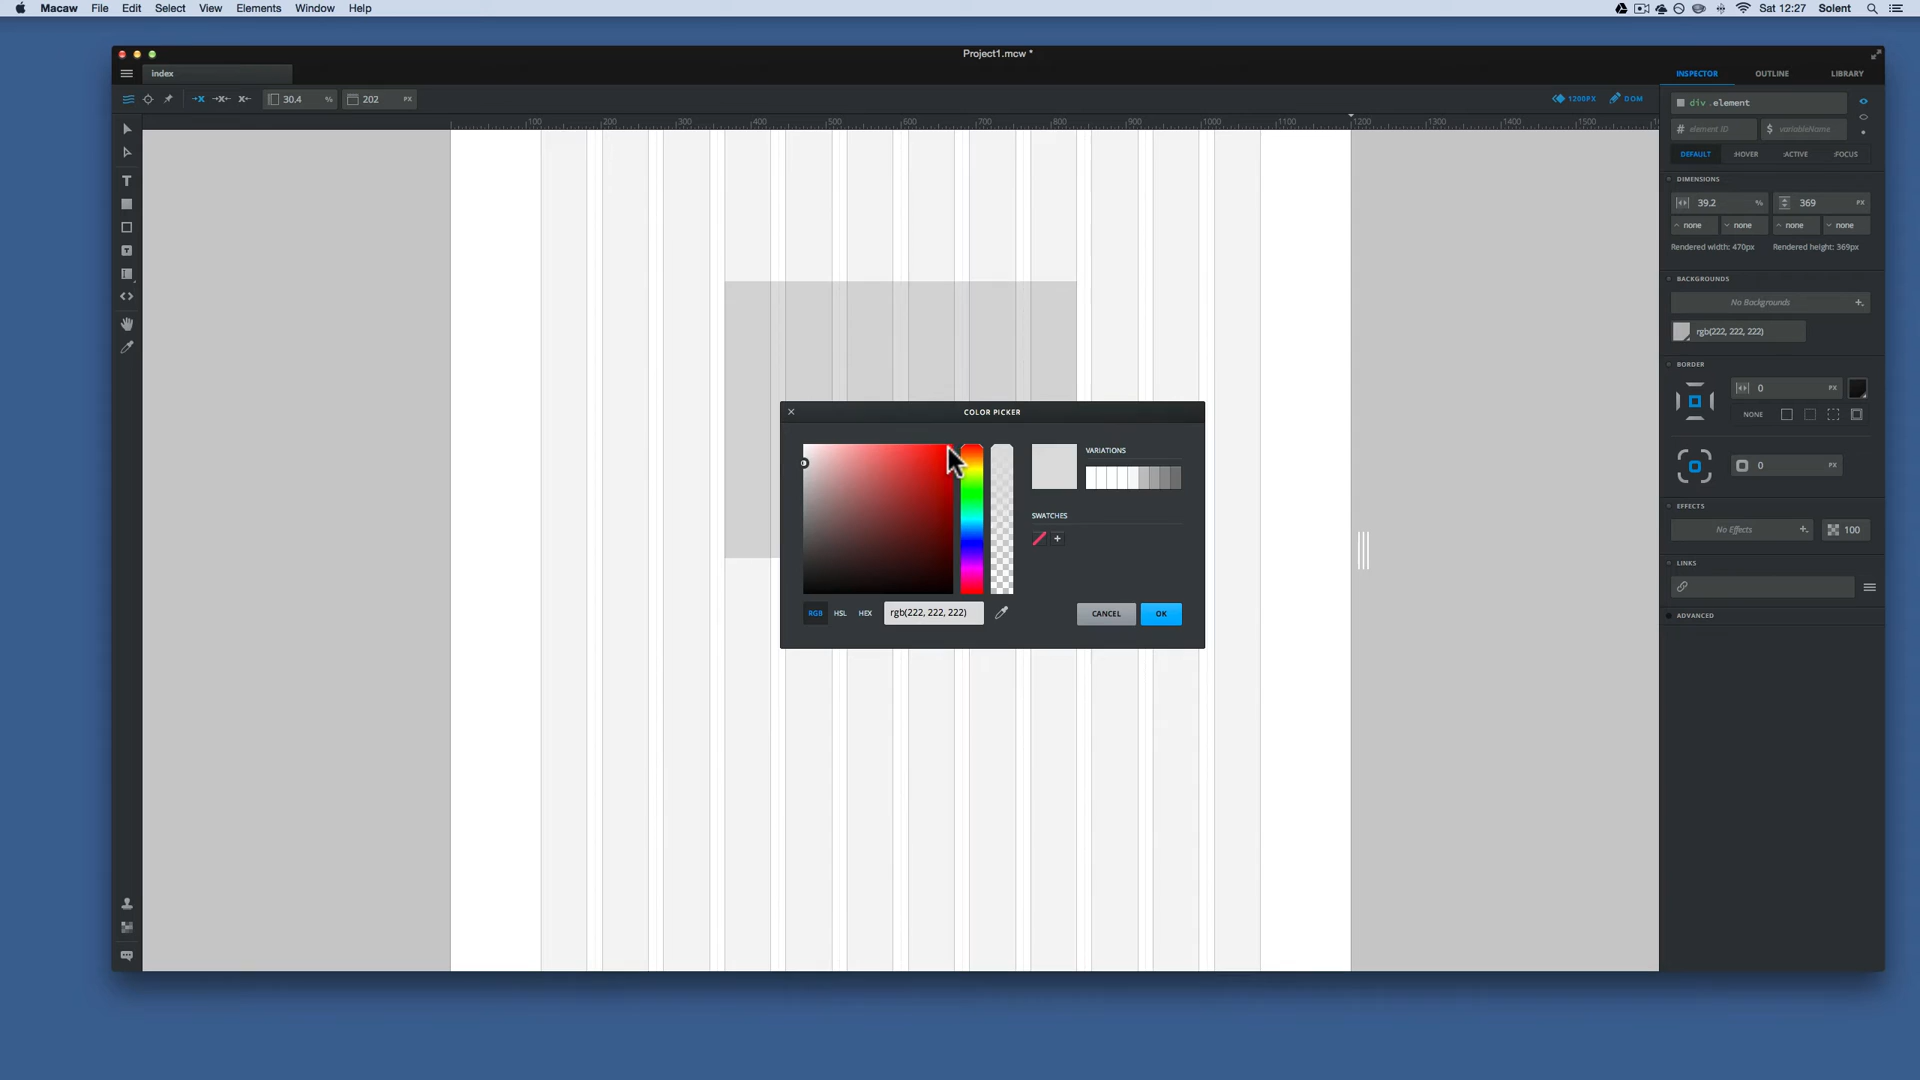 Macaw File Edit Select View Elements Window Help Sat 12:27 Solent
Project1.mcw *
index
INSPECTOR OUTLINE LIBRARY
30.4 % 202 PX 1200PX DOM
div .element
# element ID $ variableName
DEFAULT :HOVER :ACTIVE :FOCUS
100 200 300 400 500 600 700 800 900 1000 1100 1200 1300 1400 1500
DIMENSIONS
39.2 % 369 PX
none none none none
Rendered width: 470px Rendered height: 369px
BACKGROUNDS
No Backgrounds
rgb(222, 222, 222)
BORDER
0 PX
NONE
0 PX
EFFECTS
No Effects 100
LINKS
ADVANCED
COLOR PICKER
VARIATIONS
SWATCHES
RGB HSL HEX rgb(222, 222, 222) CANCEL OK